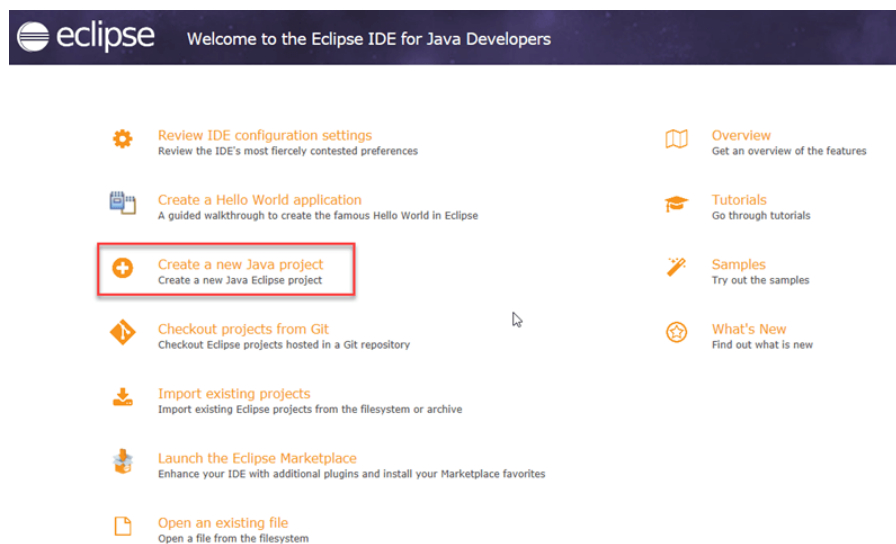 eclipse Welcome to the Eclipse IDE for Java Developers
Review IDE configuration settings
Review the IDE's most fiercely contested preferences
Create a Hello World application
A guided walkthrough to create the famous Hello World in Eclipse
Create a new Java project
Create a new Java Eclipse project
Checkout projects from Git
Checkout Eclipse projects hosted in a Git repository
Import existing projects
Import existing Eclipse projects from the filesystem or archive
Launch the Eclipse Marketplace
Enhance your IDE with additional plugins and install your Marketplace favorites
Open an existing file
Open a file from the filesystem
Overview
Get an overview of the features
Tutorials
Go through tutorials
Samples
Try out the samples
What's New
Find out what is new